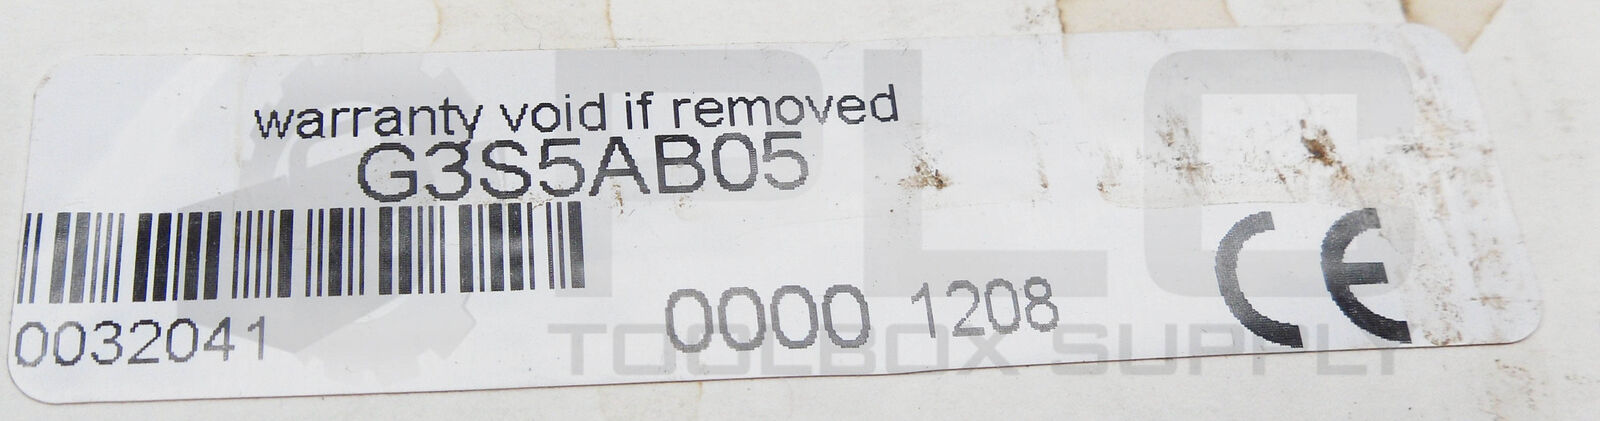 warranty void if removed
G3S5AB05
0032041
0000 1208
CE
PLC
TOOLBOX SUPPLY